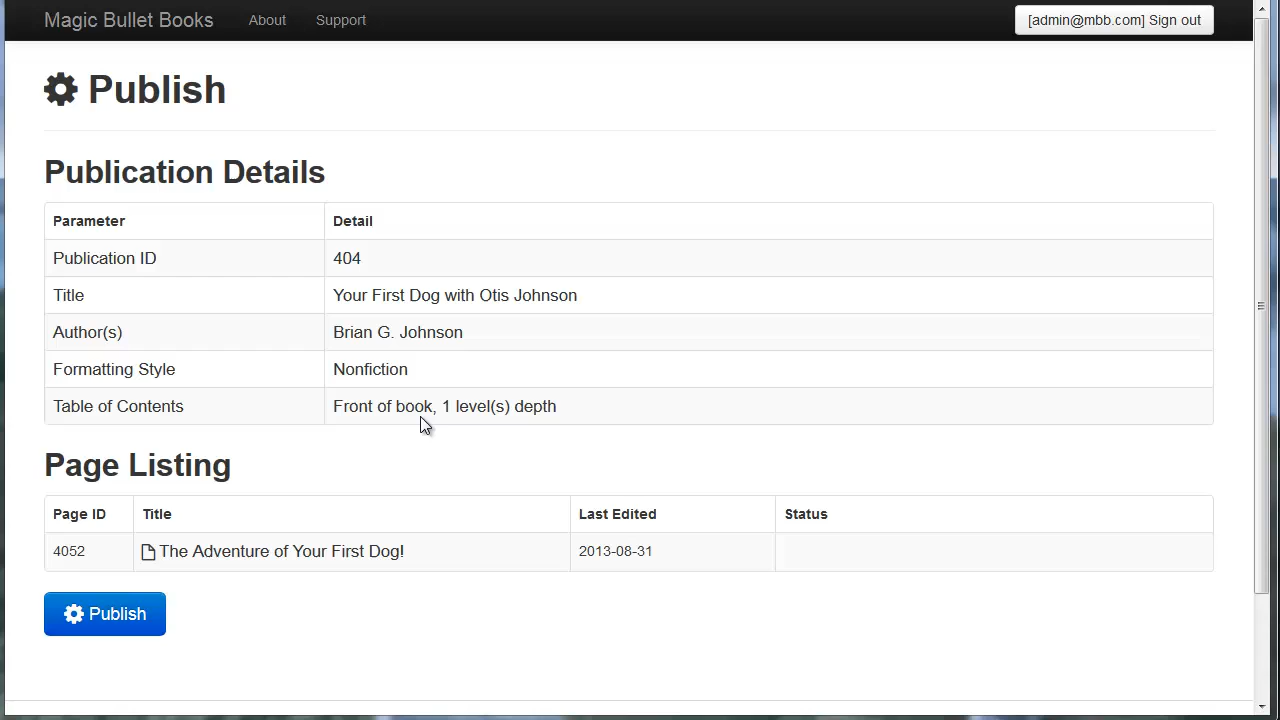 Magic Bullet Books About Support [admin@mbb.com] Sign out
Publish
Publication Details
Parameter Detail
Publication ID 404
Title Your First Dog with Otis Johnson
Author(s) Brian G. Johnson
Formatting Style Nonfiction
Table of Contents Front of book, 1 level(s) depth
Page Listing
Page ID Title Last Edited Status
4052 The Adventure of Your First Dog! 2013-08-31
Publish